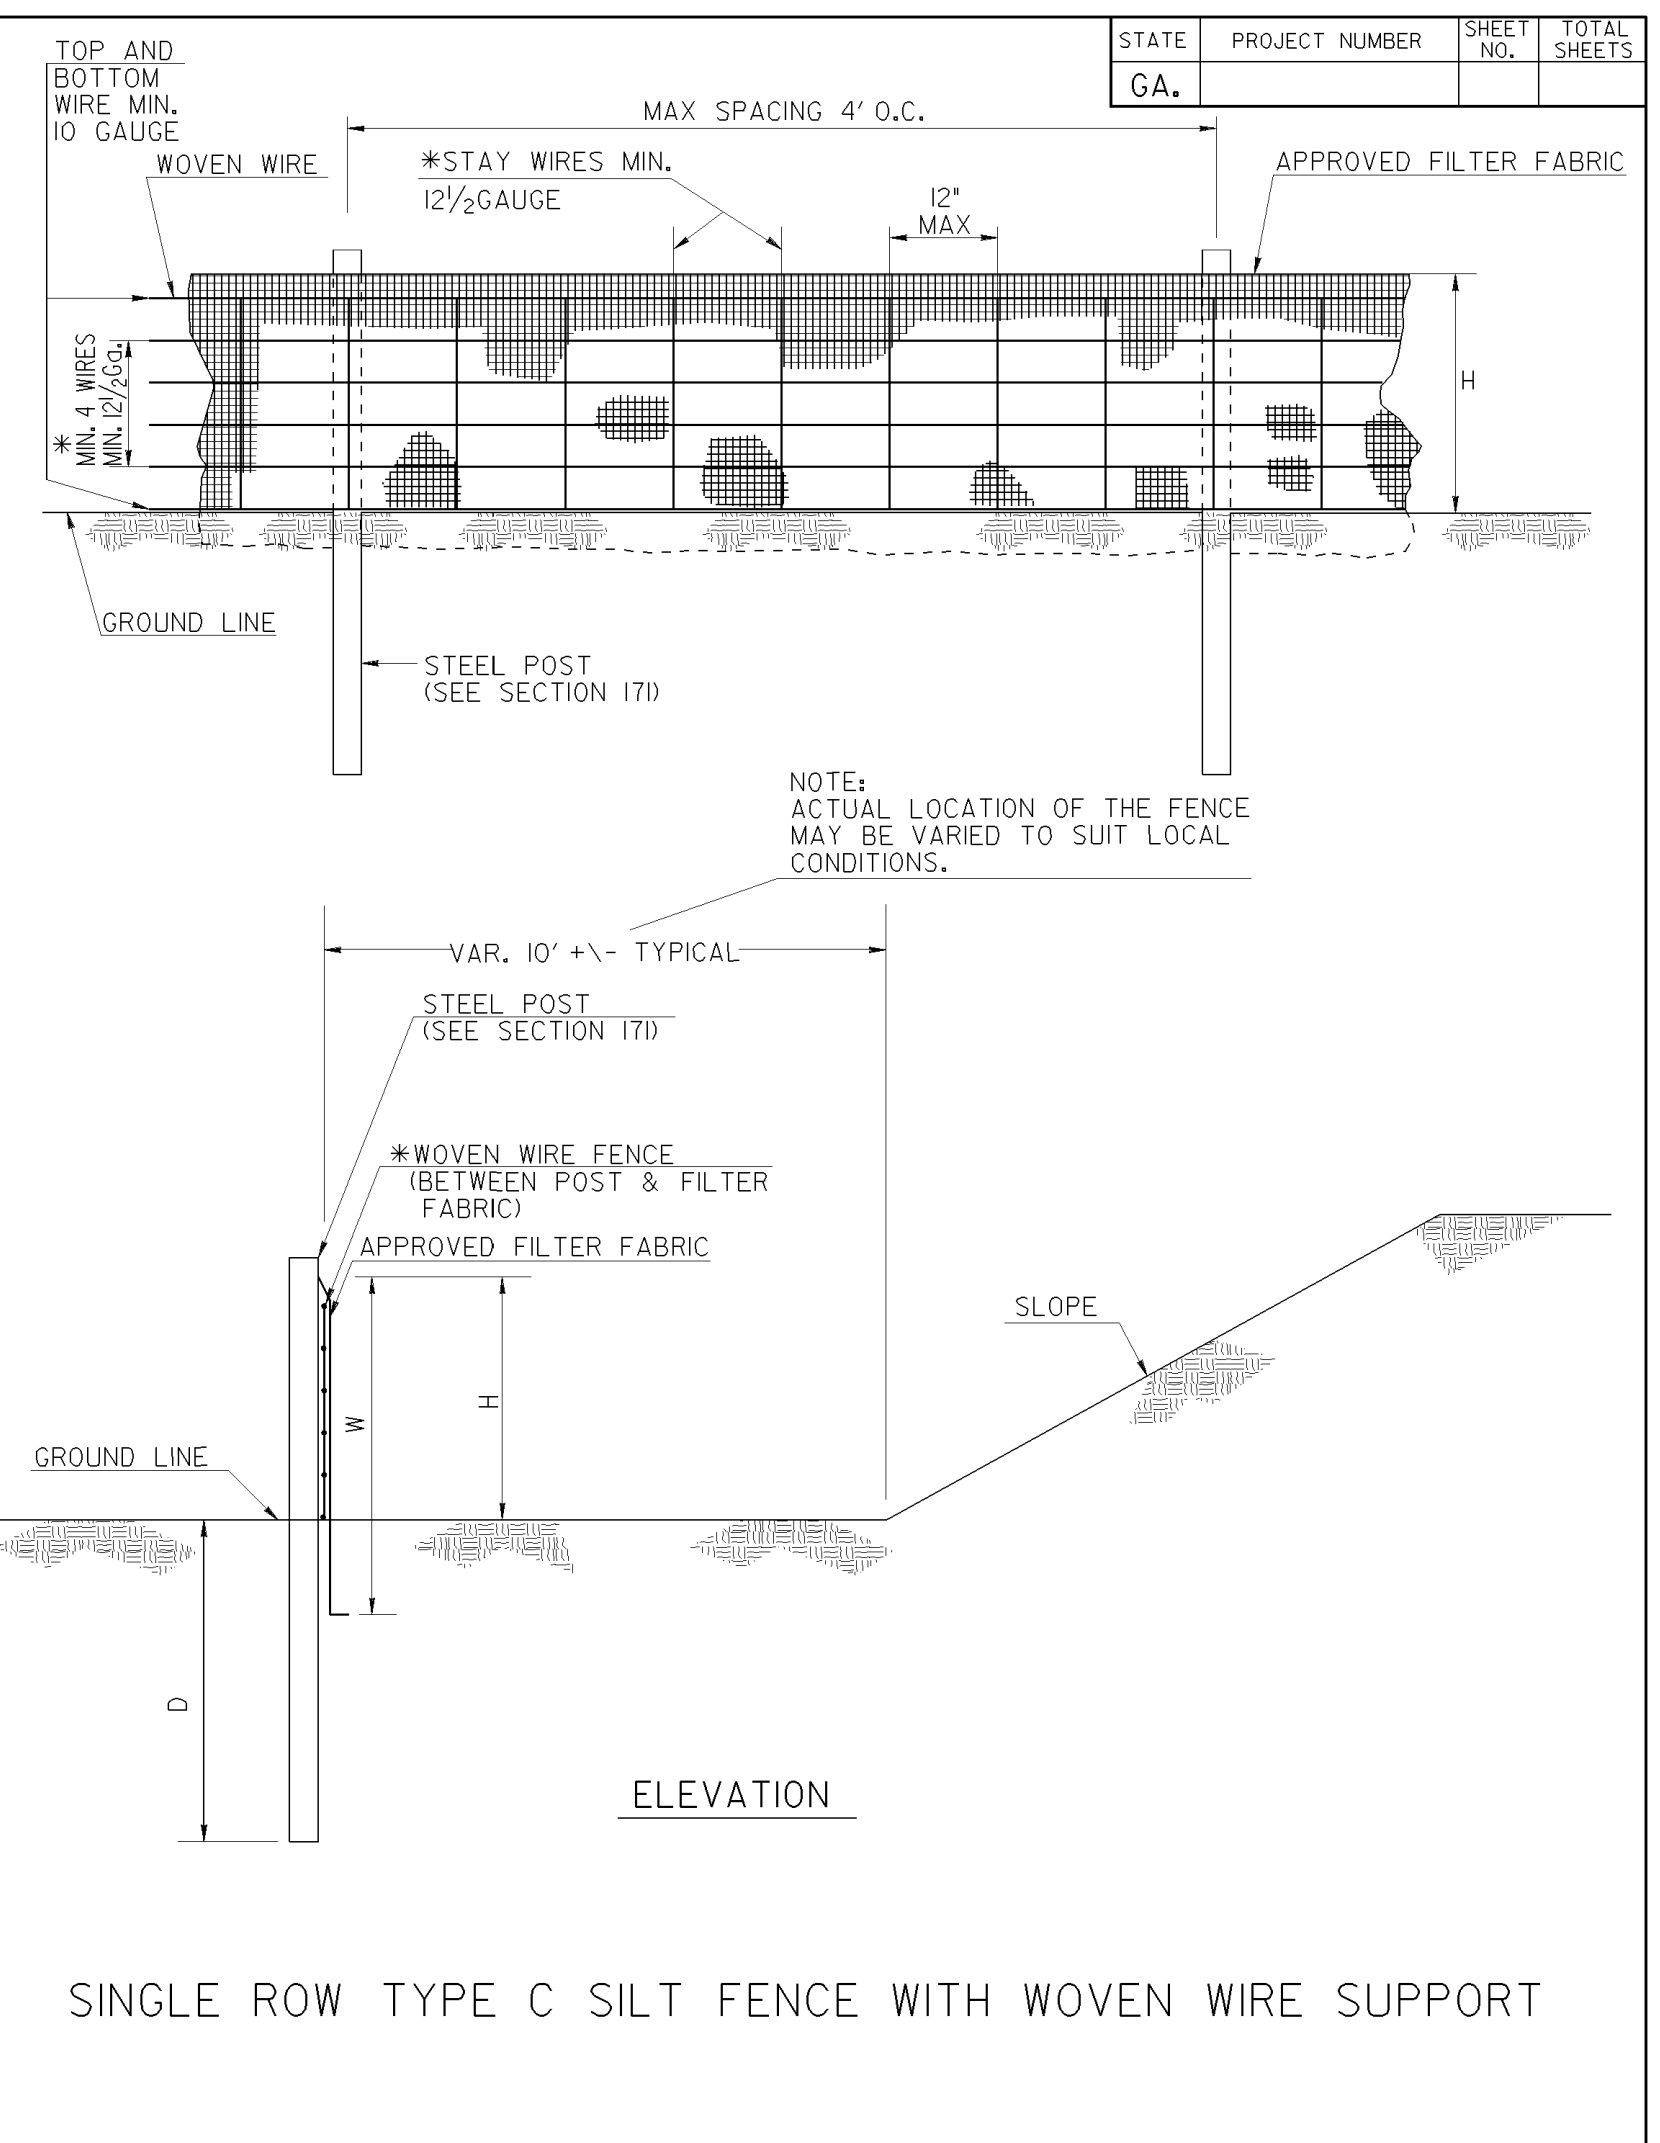 STATE PROJECT NUMBER SHEET NO. TOTAL SHEETS
GA.
TOP AND
BOTTOM
WIRE MIN.
10 GAUGE
MAX SPACING 4' O.C.
WOVEN WIRE
*STAY WIRES MIN.
12 1/2 GAUGE
12"
MAX
APPROVED FILTER FABRIC
*
MIN. 4 WIRES
MIN. 12 1/2 Ga.
H
GROUND LINE
STEEL POST
(SEE SECTION 171)
NOTE:
ACTUAL LOCATION OF THE FENCE
MAY BE VARIED TO SUIT LOCAL
CONDITIONS.
VAR. 10' +\- TYPICAL
STEEL POST
(SEE SECTION 171)
*WOVEN WIRE FENCE
(BETWEEN POST & FILTER
FABRIC)
APPROVED FILTER FABRIC
SLOPE
W
H
GROUND LINE
D
ELEVATION
SINGLE ROW TYPE C SILT FENCE WITH WOVEN WIRE SUPPORT